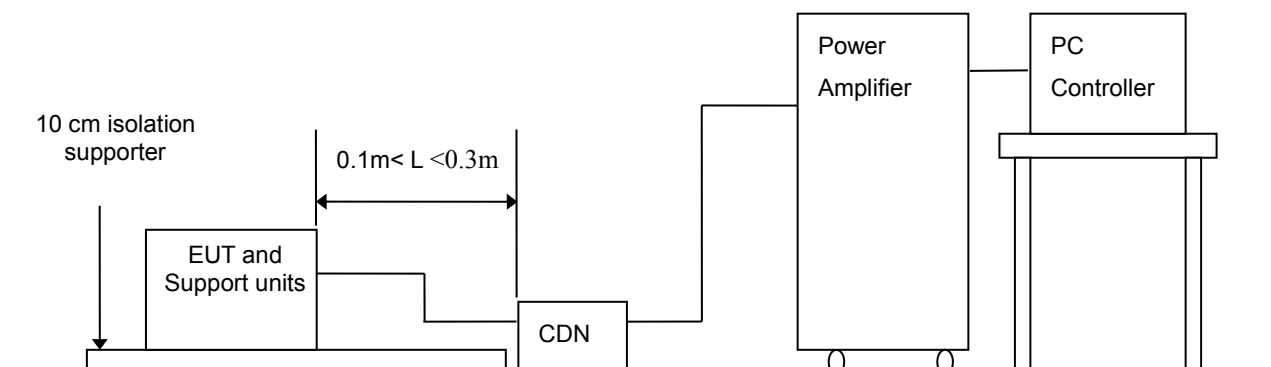 Power
Amplifier
PC
Controller
10 cm isolation
supporter
0.1m< L <0.3m
EUT and
Support units
CDN